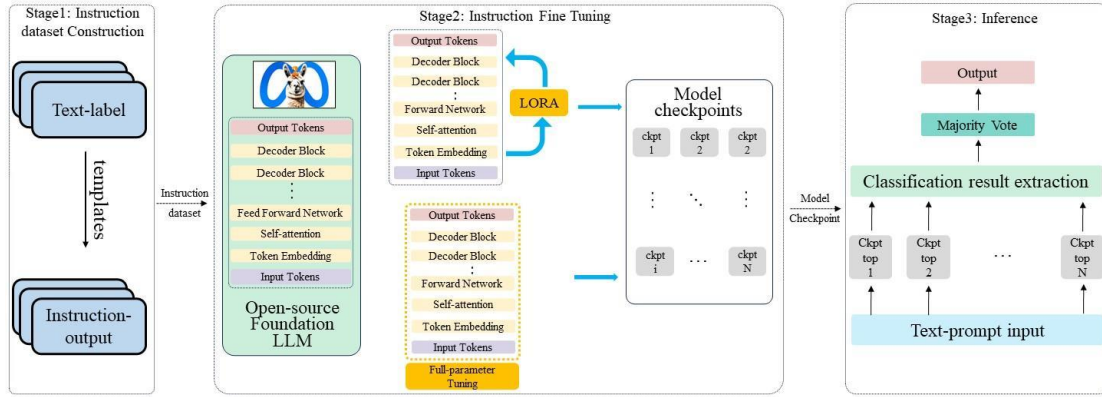 Stage1: Instruction
dataset Construction
Text-label
templates
Instruction-
output
Instruction
dataset
Stage2: Instruction Fine Tuning
Output Tokens
Decoder Block
Decoder Block
⋮
Feed Forward Network
Self-attention
Token Embedding
Input Tokens
Open-source
Foundation
LLM
Output Tokens
Decoder Block
Decoder Block
⋮
Forward Network
Self-attention
Token Embedding
Input Tokens
LORA
Output Tokens
Decoder Block
Decoder Block
⋮
Forward Network
Self-attention
Token Embedding
Input Tokens
Full-parameter
Tuning
Model
checkpoints
ckpt
1
ckpt
2
ckpt
2
⋮ ⋱ ⋮
ckpt
i
...
ckpt
N
Model
Checkpoint
Stage3: Inference
Output
Majority Vote
Classification result extraction
Ckpt
top
1
Ckpt
top
2
...
Ckpt
top
N
Text-prompt input